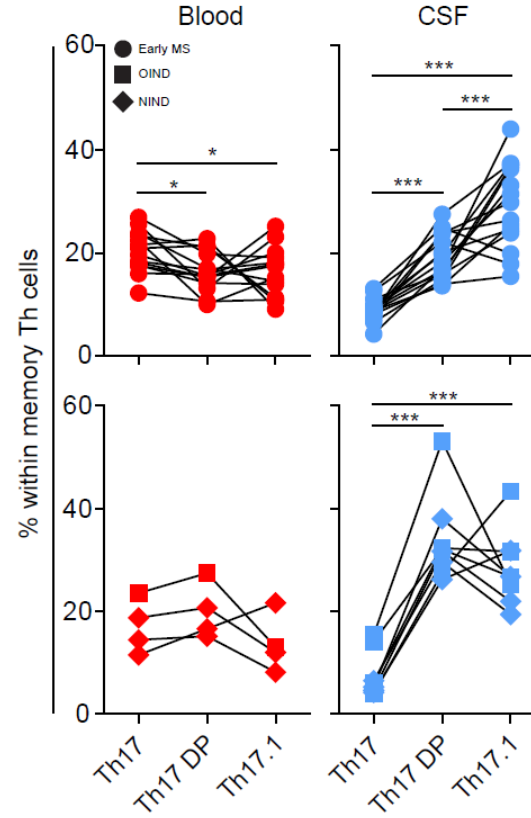 Blood CSF
% within memory Th cells
60
40
20
0
Early MS
OIND
NIND
*
*
***
***
***
60
40
20
0
***
***
Th17 Th17 DP Th17.1 Th17 Th17 DP Th17.1